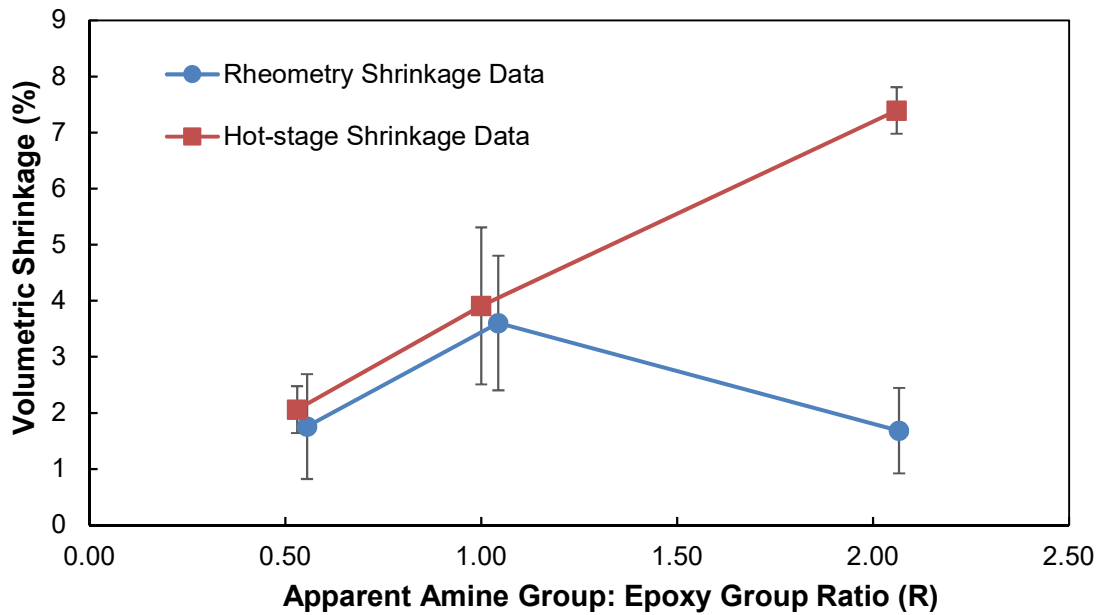 9
8
7
6
5
4
3
2
1
0
Volumetric Shrinkage (%)
Rheometry Shrinkage Data
Hot-stage Shrinkage Data
0.00 0.50 1.00 1.50 2.00 2.50
Apparent Amine Group: Epoxy Group Ratio (R)